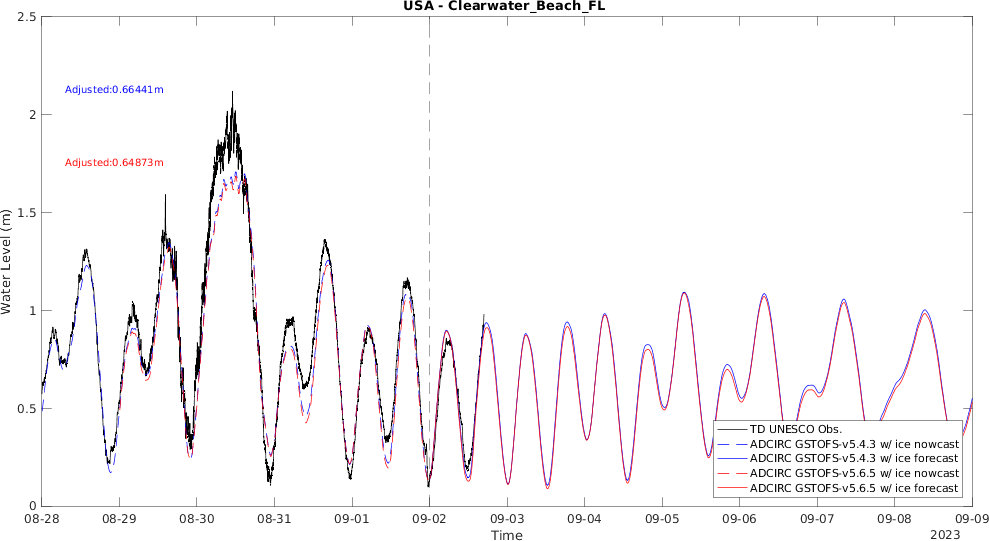 USA - Clearwater_Beach_FL
2.5
2
1.5
1
0.5
0
Water Level (m)
Adjusted:0.66441m
Adjusted:0.64873m
TD UNESCO Obs.
ADCIRC GSTOFS-v5.4.3 w/ ice nowcast
ADCIRC GSTOFS-v5.4.3 w/ ice forecast
ADCIRC GSTOFS-v5.6.5 w/ ice nowcast
ADCIRC GSTOFS-v5.6.5 w/ ice forecast
08-28 08-29 08-30 08-31 09-01 09-02 09-03 09-04 09-05 09-06 09-07 09-08 09-09
Time
2023